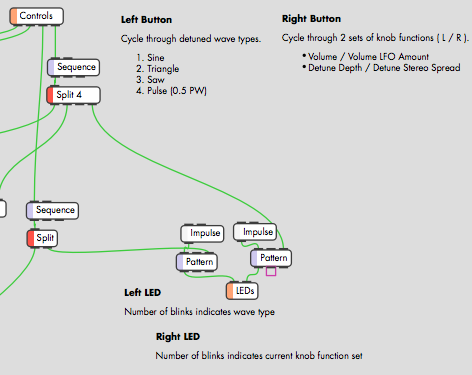 Controls
Left Button
Right Button
Cycle through detuned wave types.
Cycle through 2 sets of knob functions ( L / R ).
1. Sine
2. Triangle
3. Saw
4. Pulse (0.5 PW)
• Volume / Volume LFO Amount
• Detune Depth / Detune Stereo Spread
Sequence
Split 4
Sequence
Split
Impulse
Impulse
Pattern
Pattern
LEDs
Left LED
Number of blinks indicates wave type
Right LED
Number of blinks indicates current knob function set